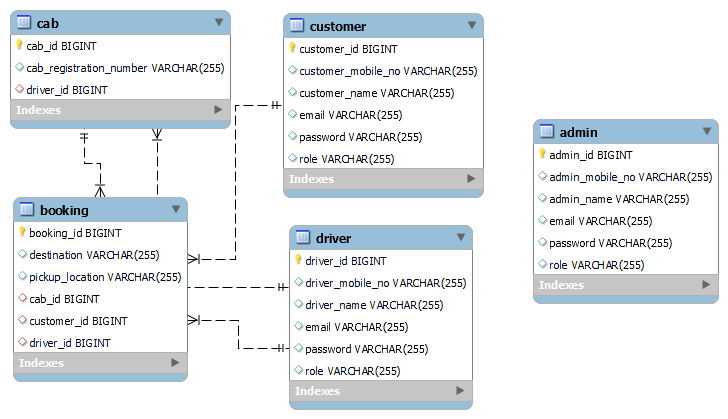 cab
cab_id BIGINT
cab_registration_number VARCHAR(255)
driver_id BIGINT
Indexes
customer
customer_id BIGINT
customer_mobile_no VARCHAR(255)
customer_name VARCHAR(255)
email VARCHAR(255)
password VARCHAR(255)
role VARCHAR(255)
Indexes
admin
admin_id BIGINT
admin_mobile_no VARCHAR(255)
admin_name VARCHAR(255)
email VARCHAR(255)
password VARCHAR(255)
role VARCHAR(255)
Indexes
booking
booking_id BIGINT
destination VARCHAR(255)
pickup_location VARCHAR(255)
cab_id BIGINT
customer_id BIGINT
driver_id BIGINT
Indexes
driver
driver_id BIGINT
driver_mobile_no VARCHAR(255)
driver_name VARCHAR(255)
email VARCHAR(255)
password VARCHAR(255)
role VARCHAR(255)
Indexes